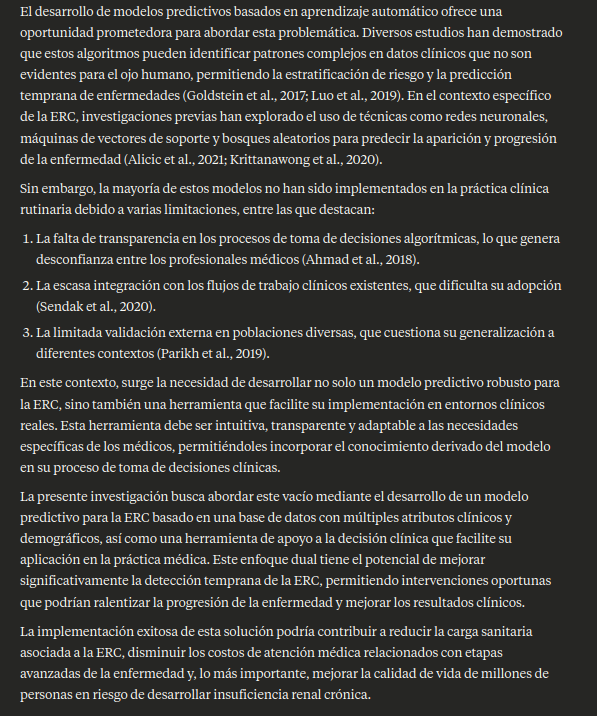 El desarrollo de modelos predictivos basados en aprendizaje automático ofrece una
oportunidad prometedora para abordar esta problemática. Diversos estudios han demostrado
que estos algoritmos pueden identificar patrones complejos en datos clínicos que no son
evidentes para el ojo humano, permitiendo la estratificación de riesgo y la predicción
temprana de enfermedades (Goldstein et al., 2017; Luo et al., 2019). En el contexto específico
de la ERC, investigaciones previas han explorado el uso de técnicas como redes neuronales,
máquinas de vectores de soporte y bosques aleatorios para predecir la aparición y progresión
de la enfermedad (Alicic et al., 2021; Krittanawong et al., 2020).
Sin embargo, la mayoría de estos modelos no han sido implementados en la práctica clínica
rutinaria debido a varias limitaciones, entre las que destacan:
1. La falta de transparencia en los procesos de toma de decisiones algorítmicas, lo que genera
desconfianza entre los profesionales médicos (Ahmad et al., 2018).
2. La escasa integración con los flujos de trabajo clínicos existentes, que dificulta su adopción
(Sendak et al., 2020).
3. La limitada validación externa en poblaciones diversas, que cuestiona su generalización a
diferentes contextos (Parikh et al., 2019).
En este contexto, surge la necesidad de desarrollar no solo un modelo predictivo robusto para
la ERC, sino también una herramienta que facilite su implementación en entornos clínicos
reales. Esta herramienta debe ser intuitiva, transparente y adaptable a las necesidades
específicas de los médicos, permitiéndoles incorporar el conocimiento derivado del modelo
en su proceso de toma de decisiones clínicas.
La presente investigación busca abordar este vacío mediante el desarrollo de un modelo
predictivo para la ERC basado en una base de datos con múltiples atributos clínicos y
demográficos, así como una herramienta de apoyo a la decisión clínica que facilite su
aplicación en la práctica médica. Este enfoque dual tiene el potencial de mejorar
significativamente la detección temprana de la ERC, permitiendo intervenciones oportunas
que podrían ralentizar la progresión de la enfermedad y mejorar los resultados clínicos.
La implementación exitosa de esta solución podría contribuir a reducir la carga sanitaria
asociada a la ERC, disminuir los costos de atención médica relacionados con etapas
avanzadas de la enfermedad y, lo más importante, mejorar la calidad de vida de millones de
personas en riesgo de desarrollar insuficiencia renal crónica.